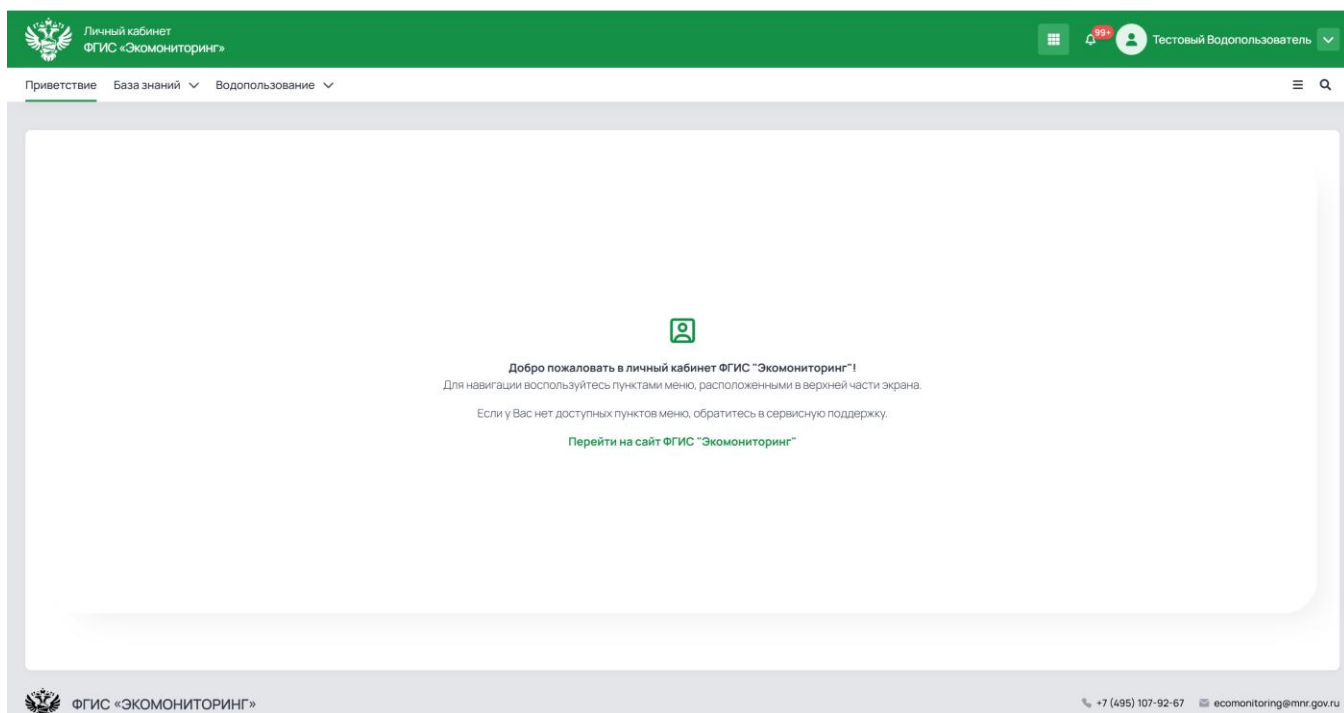 Личный кабинет
ФГИС «Экомониторинг»
99+
Тестовый Водопользователь
Приветствие База знаний Водопользование
Добро пожаловать в личный кабинет ФГИС "Экомониторинг"!
Для навигации воспользуйтесь пунктами меню, расположенными в верхней части экрана.
Если у Вас нет доступных пунктов меню, обратитесь в сервисную поддержку.
Перейти на сайт ФГИС "Экомониторинг"
ФГИС «ЭКОМОНИТОРИНГ»
+7 (495) 107-92-67 ecomonitoring@mnr.gov.ru